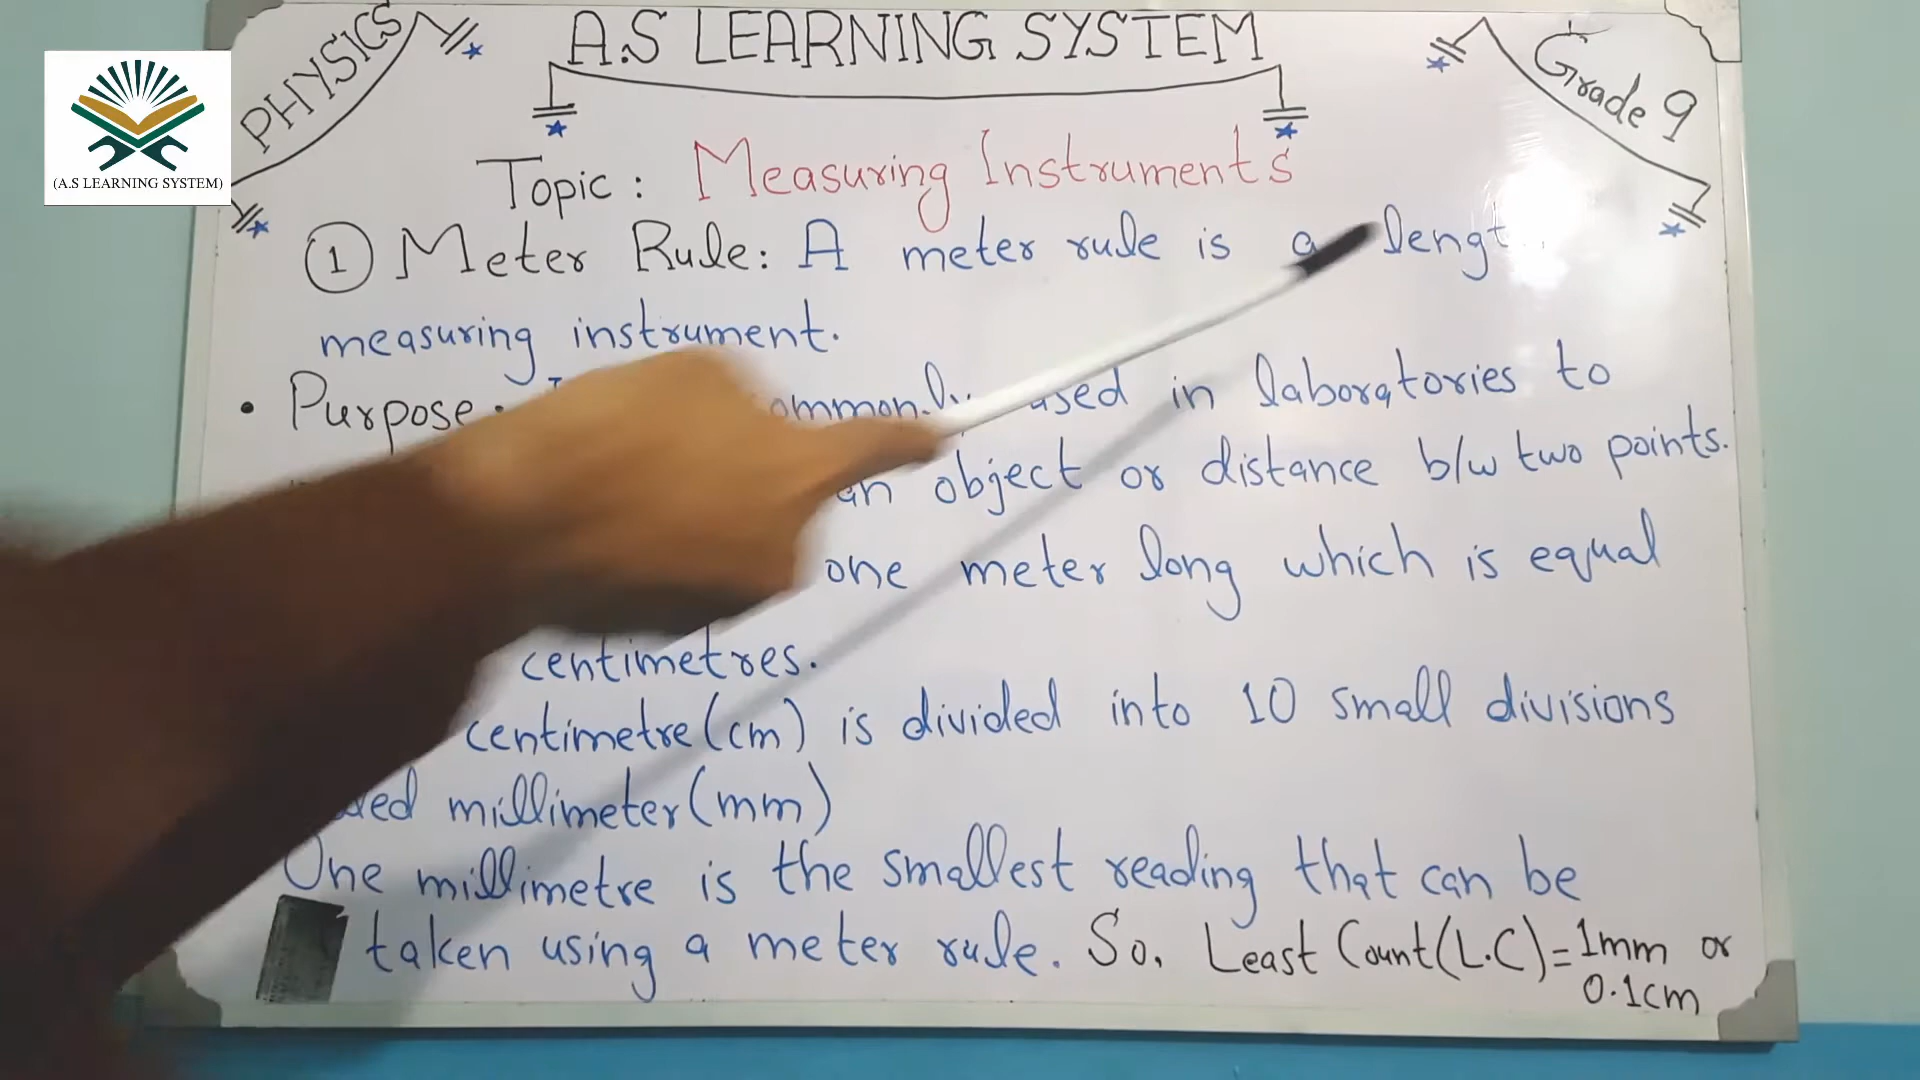 PHYSICS
A.S LEARNING SYSTEM
Grade 9
(A.S LEARNING SYSTEM)
Topic: Measuring Instruments
1 Meter Rule: A meter rule is a lengt
measuring instrument.
• Purpose: used in laboratories to
an object or distance b/w two points.
one meter long which is equal
centimetres.
centimetre(cm) is divided into 10 small divisions
millimeter(mm)
One millimetre is the smallest reading that can be
taken using a meter rule. So, Least Count(L.C)=1mm or
0.1cm